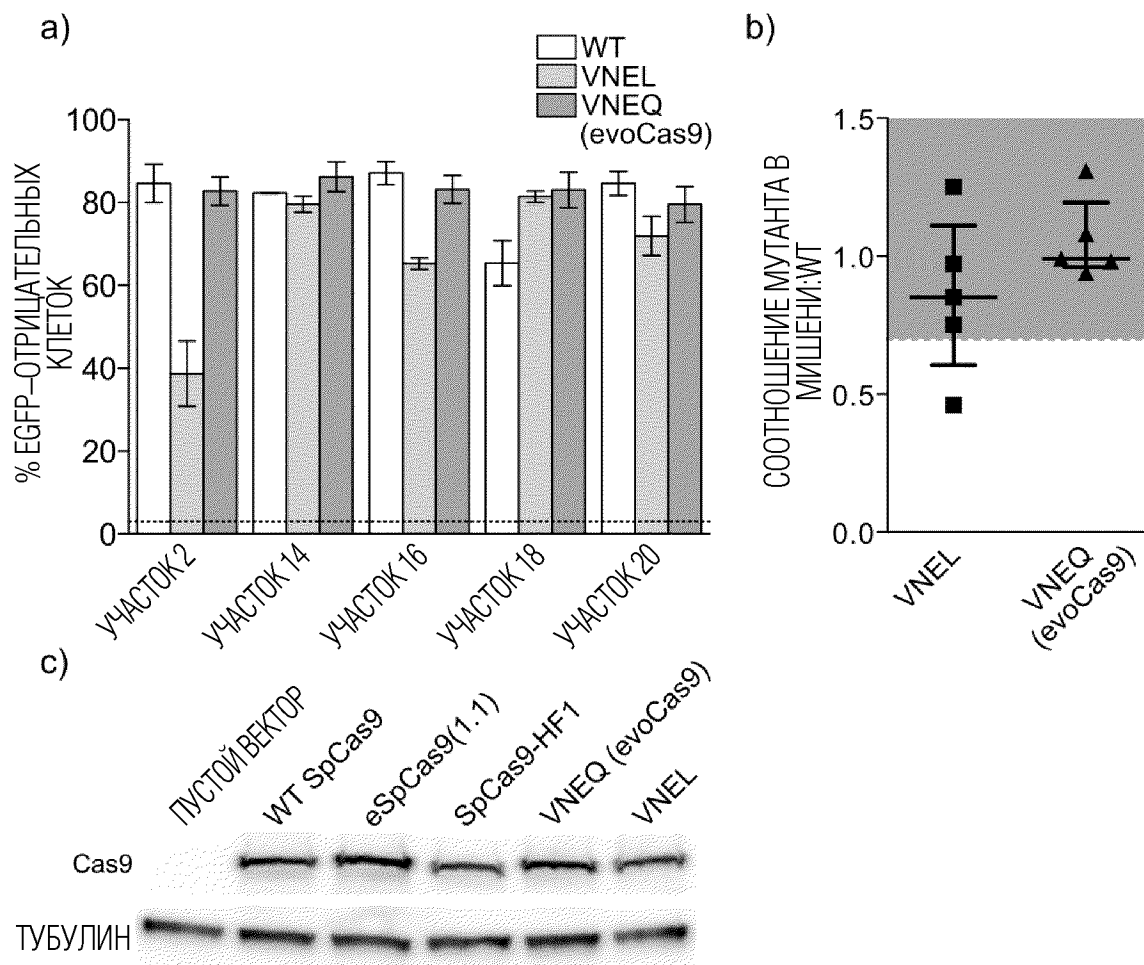 a)
WT
VNEL
VNEQ
(evoCas9)
% EGFP–ОТРИЦАТЕЛЬНЫХ
КЛЕТОК
100
80
60
40
20
0
УЧАСТОК 2
УЧАСТОК 14
УЧАСТОК 16
УЧАСТОК 18
УЧАСТОК 20
b)
СООТНОШЕНИЕ МУТАНТА В
МИШЕНИ:WT
1.5
1.0
0.5
0.0
VNEL
VNEQ
(evoCas9)
c)
ПУСТОЙ ВЕКТОР
WT SpCas9
eSpCas9(1.1)
SpCas9-HF1
VNEQ (evoCas9)
VNEL
Cas9
ТУБУЛИН